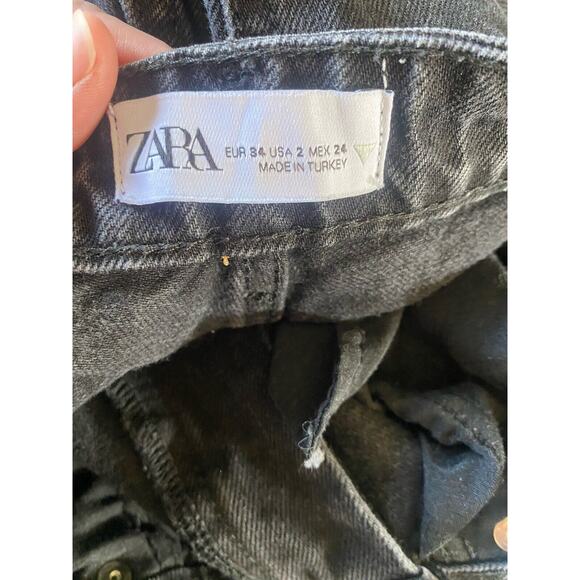 ZARA EUR 34 USA 2 MEX 24
MADE IN TURKEY